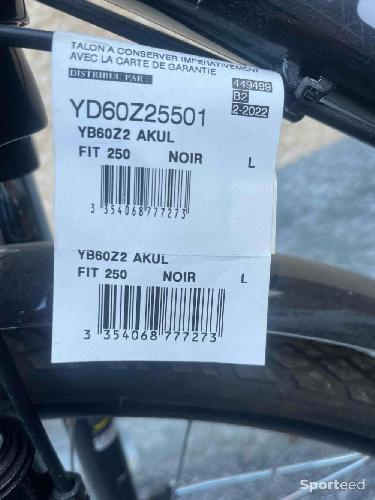 TALON A CONSERVER IMPERATIVEMENT
AVEC LA CARTE DE GARANTIE
DISTRIBUE PAR :
449499
B2
2-2022
YD60Z25501
YB60Z2 AKUL
FIT 250 NOIR L
3 354068 777273
YB60Z2 AKUL
FIT 250 NOIR L
3 354068 777273
Sporteed